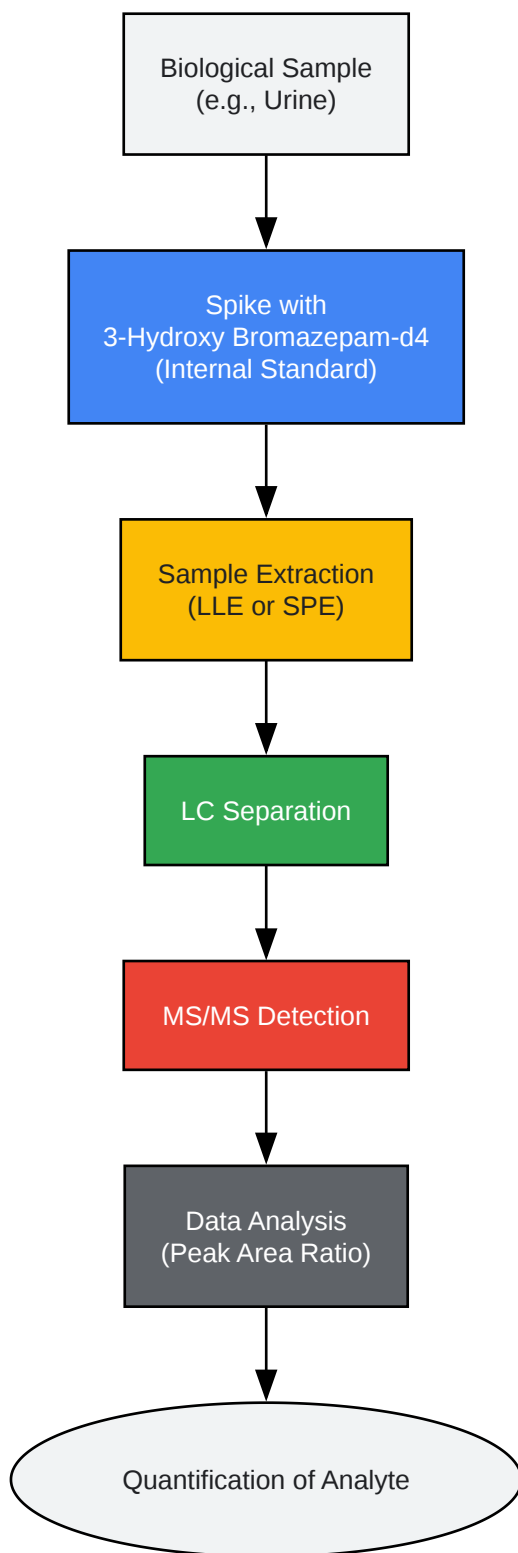 Biological Sample
(e.g., Urine)
Spike with
3-Hydroxy Bromazepam-d4
(Internal Standard)
Sample Extraction
(LLE or SPE)
LC Separation
MS/MS Detection
Data Analysis
(Peak Area Ratio)
Quantification of Analyte